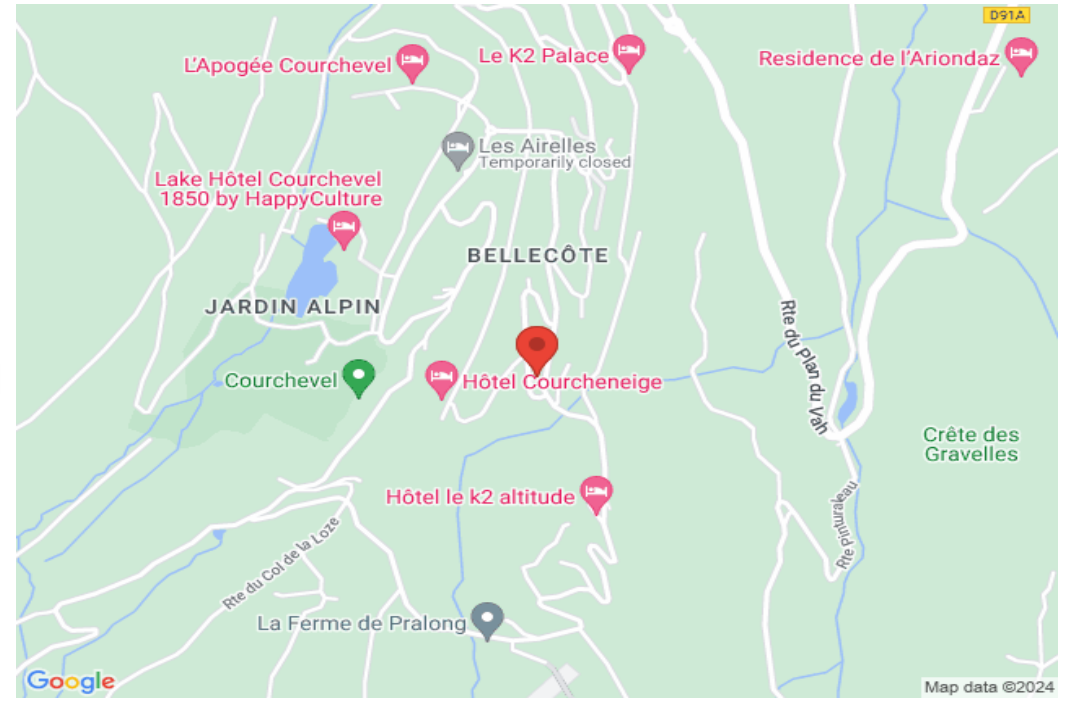 D91A
L'Apogée Courchevel
Le K2 Palace
Residence de l'Ariondaz
Les Airelles
Temporarily closed
Lake Hôtel Courchevel
1850 by HappyCulture
BELLECÔTE
JARDIN ALPIN
Rte du Plan du Vah
Courchevel
Hôtel Courcheneige
Crête des
Gravelles
Hôtel le k2 altitude
Rte Pinturaleau
Rte du Col de la Loze
La Ferme de Pralong
Google
Map data ©2024